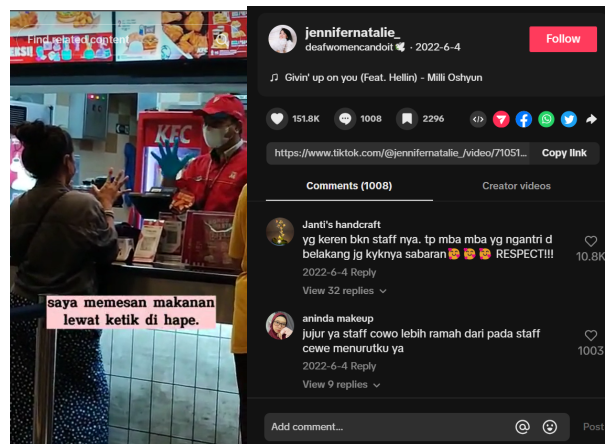 Find related content
KFC
saya memesan makanan
lewat ketik di hape.
jennifernatalie_
deafwomencandoit🕊 · 2022-6-4
Follow
♫ Givin' up on you (Feat. Hellin) - Milli Oshyun
151.8K
1008
2296
https://www.tiktok.com/@jennifernatalie_/video/71051...
Copy link
Comments (1008)
Creator videos
Janti's handcraft
yg keren bkn staff nya. tp mba mba yg ngantri d
belakang jg kyknya sabaran🥰 🥰 🥰 RESPECT!!!
10.8K
2022-6-4 Reply
View 32 replies
aninda makeup
jujur ya staff cowo lebih ramah dari pada staff
cewe menurutku ya
1003
2022-6-4 Reply
View 9 replies
Add comment...
Post